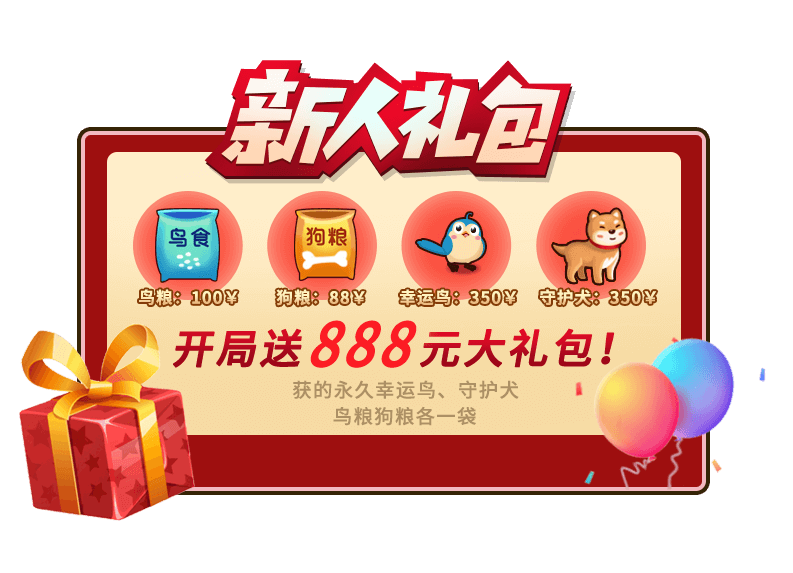 新人礼包
鸟食
狗粮
鸟粮：100￥
狗粮：88￥
幸运鸟：350￥
守护犬：350￥
开局送888元大礼包！
获的永久幸运鸟、守护犬
鸟粮狗粮各一袋